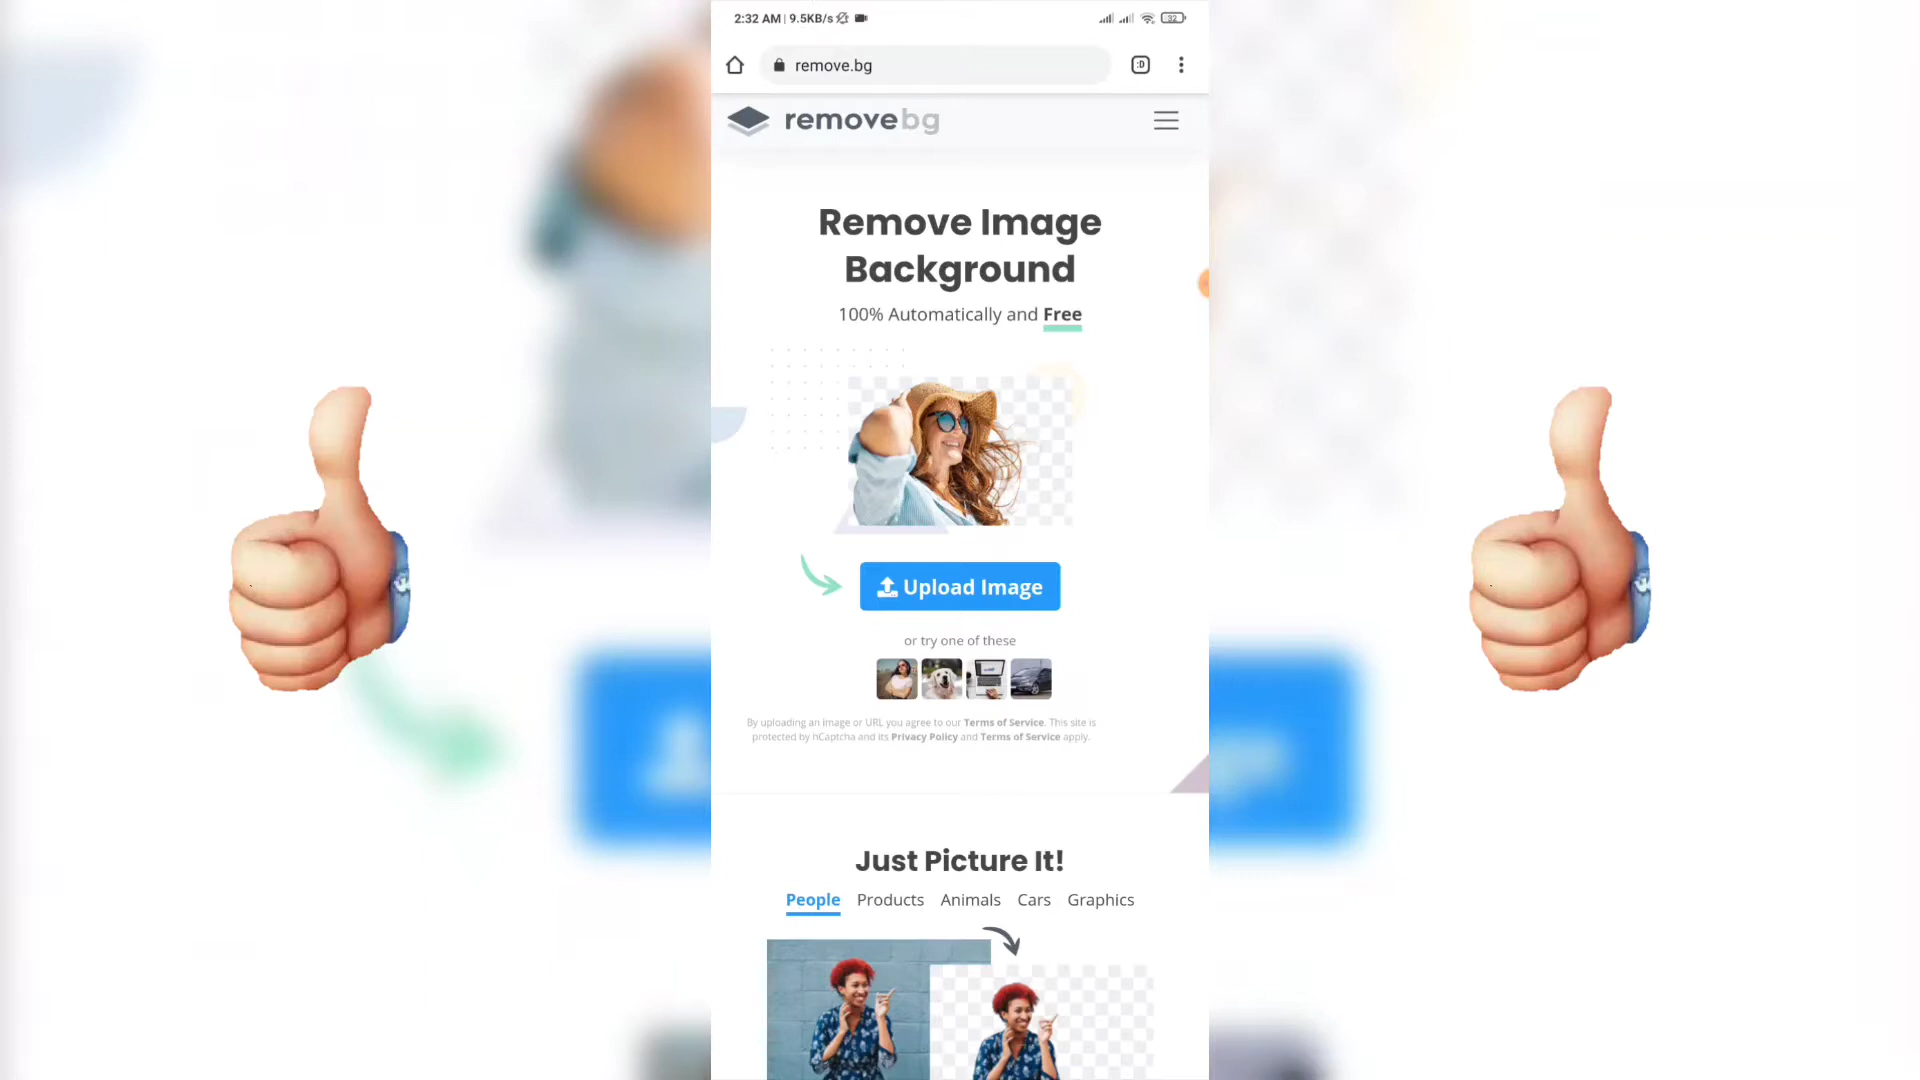 2:32 AM | 9.5KB/s
32
remove.bg
:D
removebg
Remove Image
Background
100% Automatically and Free
Upload Image
or try one of these
By uploading an image or URL you agree to our Terms of Service. This site is
protected by hCaptcha and its Privacy Policy and Terms of Service apply.
Just Picture It!
People Products Animals Cars Graphics